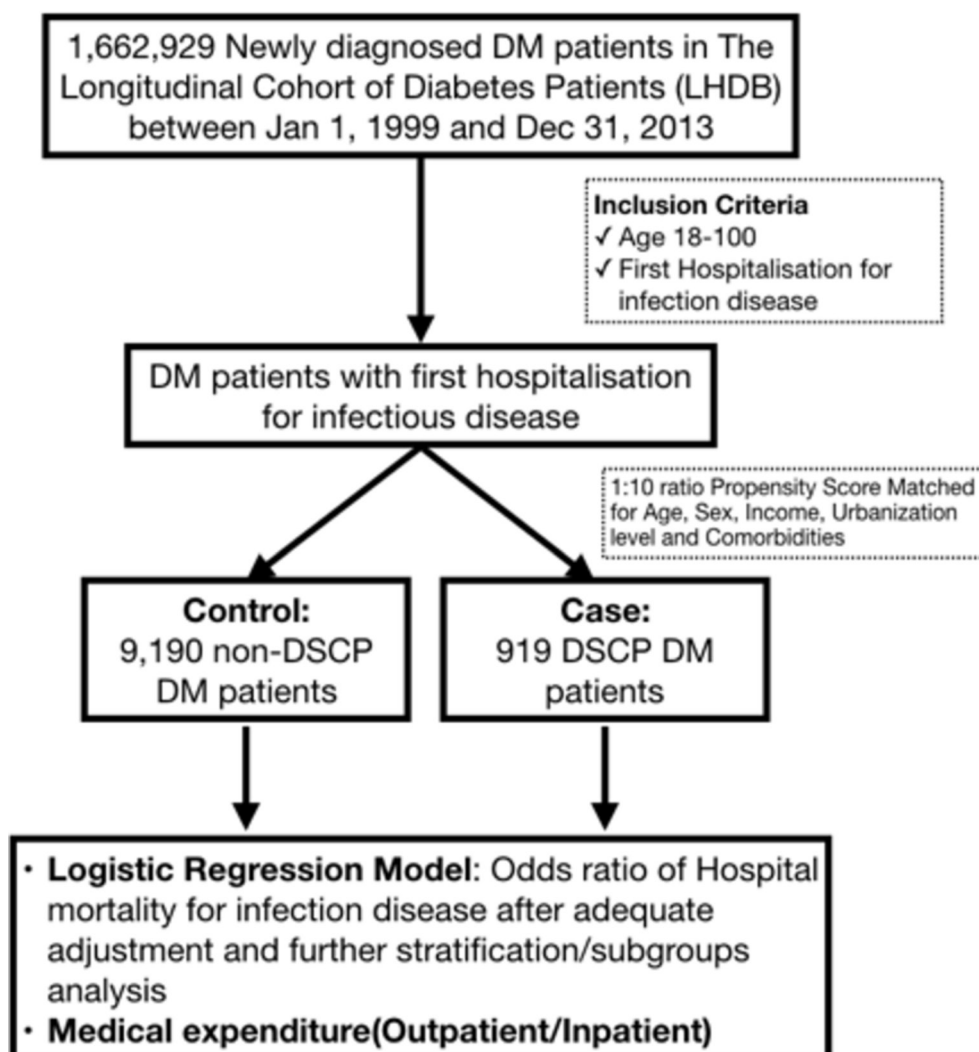 1,662,929 Newly diagnosed DM patients in The
Longitudinal Cohort of Diabetes Patients (LHDB)
between Jan 1, 1999 and Dec 31, 2013
Inclusion Criteria
✓ Age 18-100
✓ First Hospitalisation for
infection disease
DM patients with first hospitalisation
for infectious disease
1:10 ratio Propensity Score Matched
for Age, Sex, Income, Urbanization
level and Comorbidities
Control:
9,190 non-DSCP
DM patients
Case:
919 DSCP DM
patients
· Logistic Regression Model: Odds ratio of Hospital
mortality for infection disease after adequate
adjustment and further stratification/subgroups
analysis
· Medical expenditure(Outpatient/Inpatient)